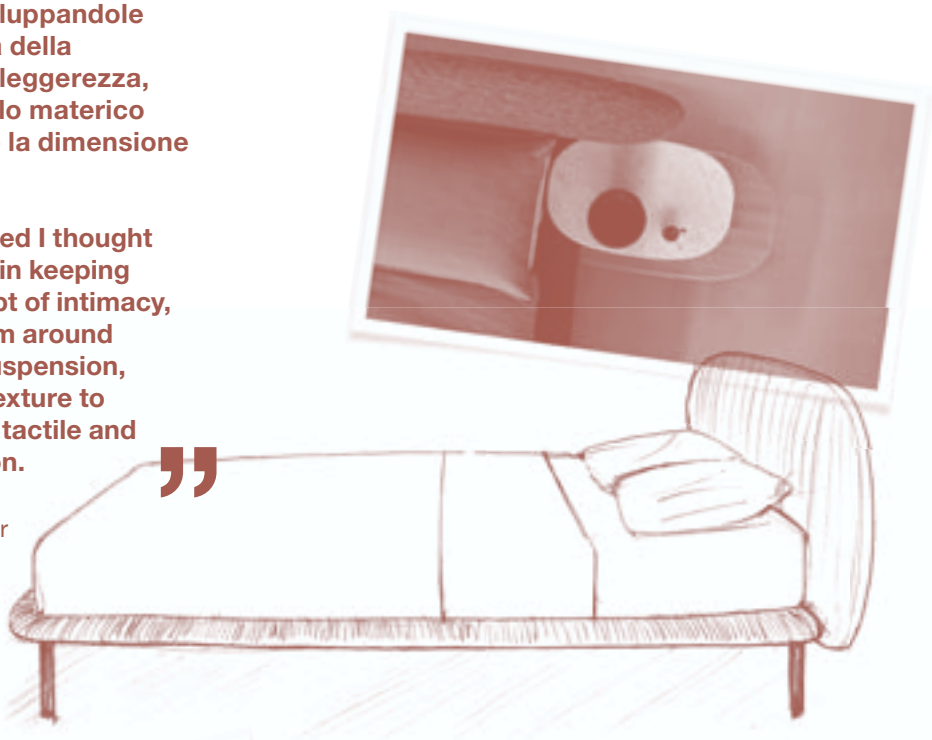 luppandole
della
leggerezza,
lo materico
la dimensione
ed I thought
in keeping
pt of intimacy,
m around
spension,
exture to
tactile and
n.
”
r